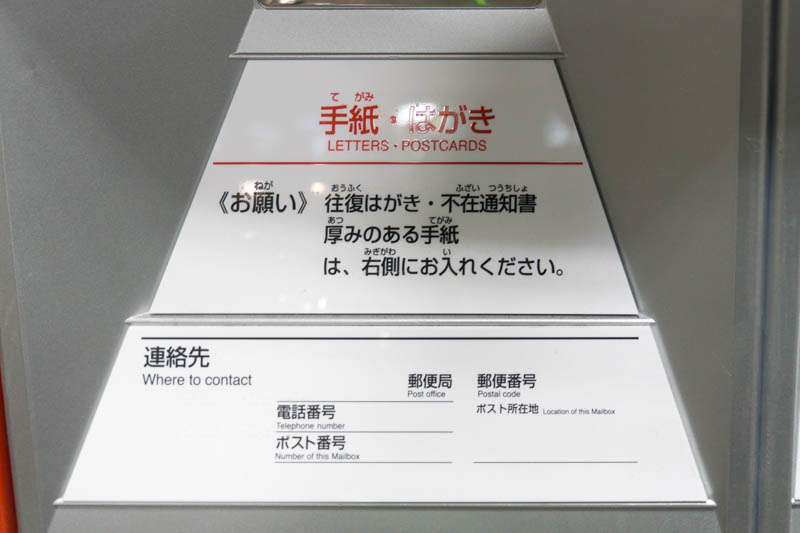 手紙・はがき
LETTERS・POSTCARDS
《お願い》 往復はがき・不在通知書
厚みのある手紙
は、右側にお入れください。
連絡先
Where to contact
郵便局
Post office
電話番号
Telephone number
ポスト番号
Number of this Mailbox
郵便番号
Postal code
ポスト所在地 Location of this Mailbox